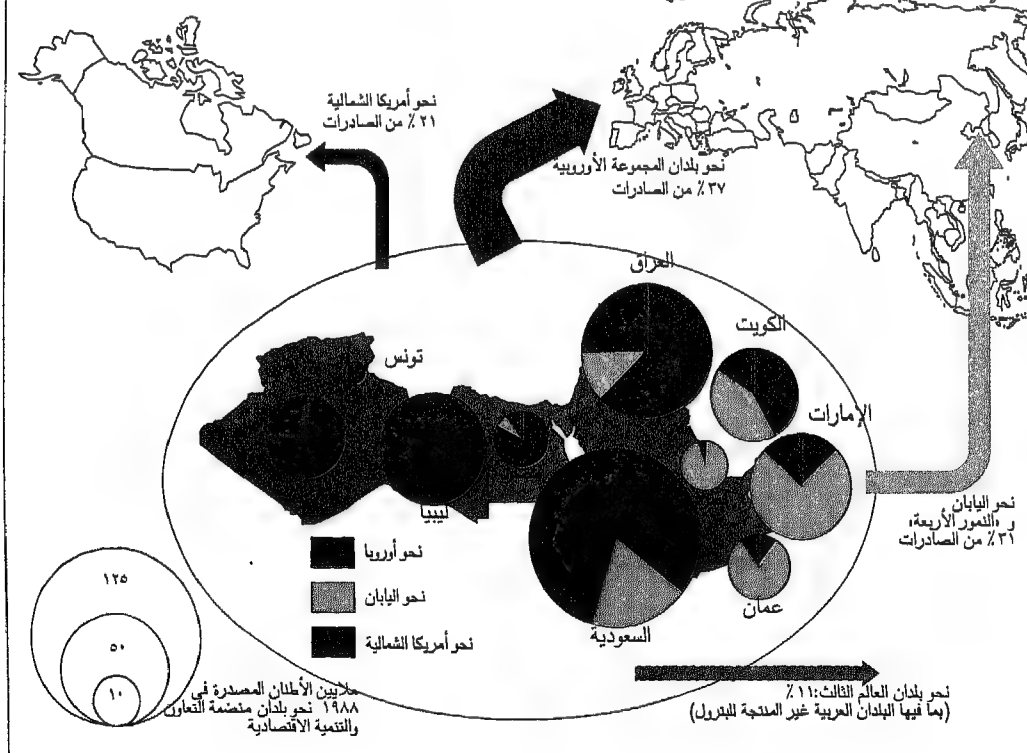 نحو أمريكا الشمالية
٢١ ٪ من الصادرات
نحو بلدان المجموعة الأوروبية
٣٧ ٪ من الصادرات
العراق
الكويت
تونس
الإمارات
ليبيا
نحو اليابان
و «النمور الأربعة»
٣١ ٪ من الصادرات
عمان
السعودية
نحو أوروبا
نحو اليابان
نحو أمريكا الشمالية
١٢٥
٥٠
١٠
ملايين الأطنان المصدرة في
١٩٨٨ نحو بلدان منضمة التعاون
والتنمية الاقتصادية
نحو بلدان العالم الثالث: ١١ ٪
(بما فيها البلدان العربية غير المنتجة للبترول)